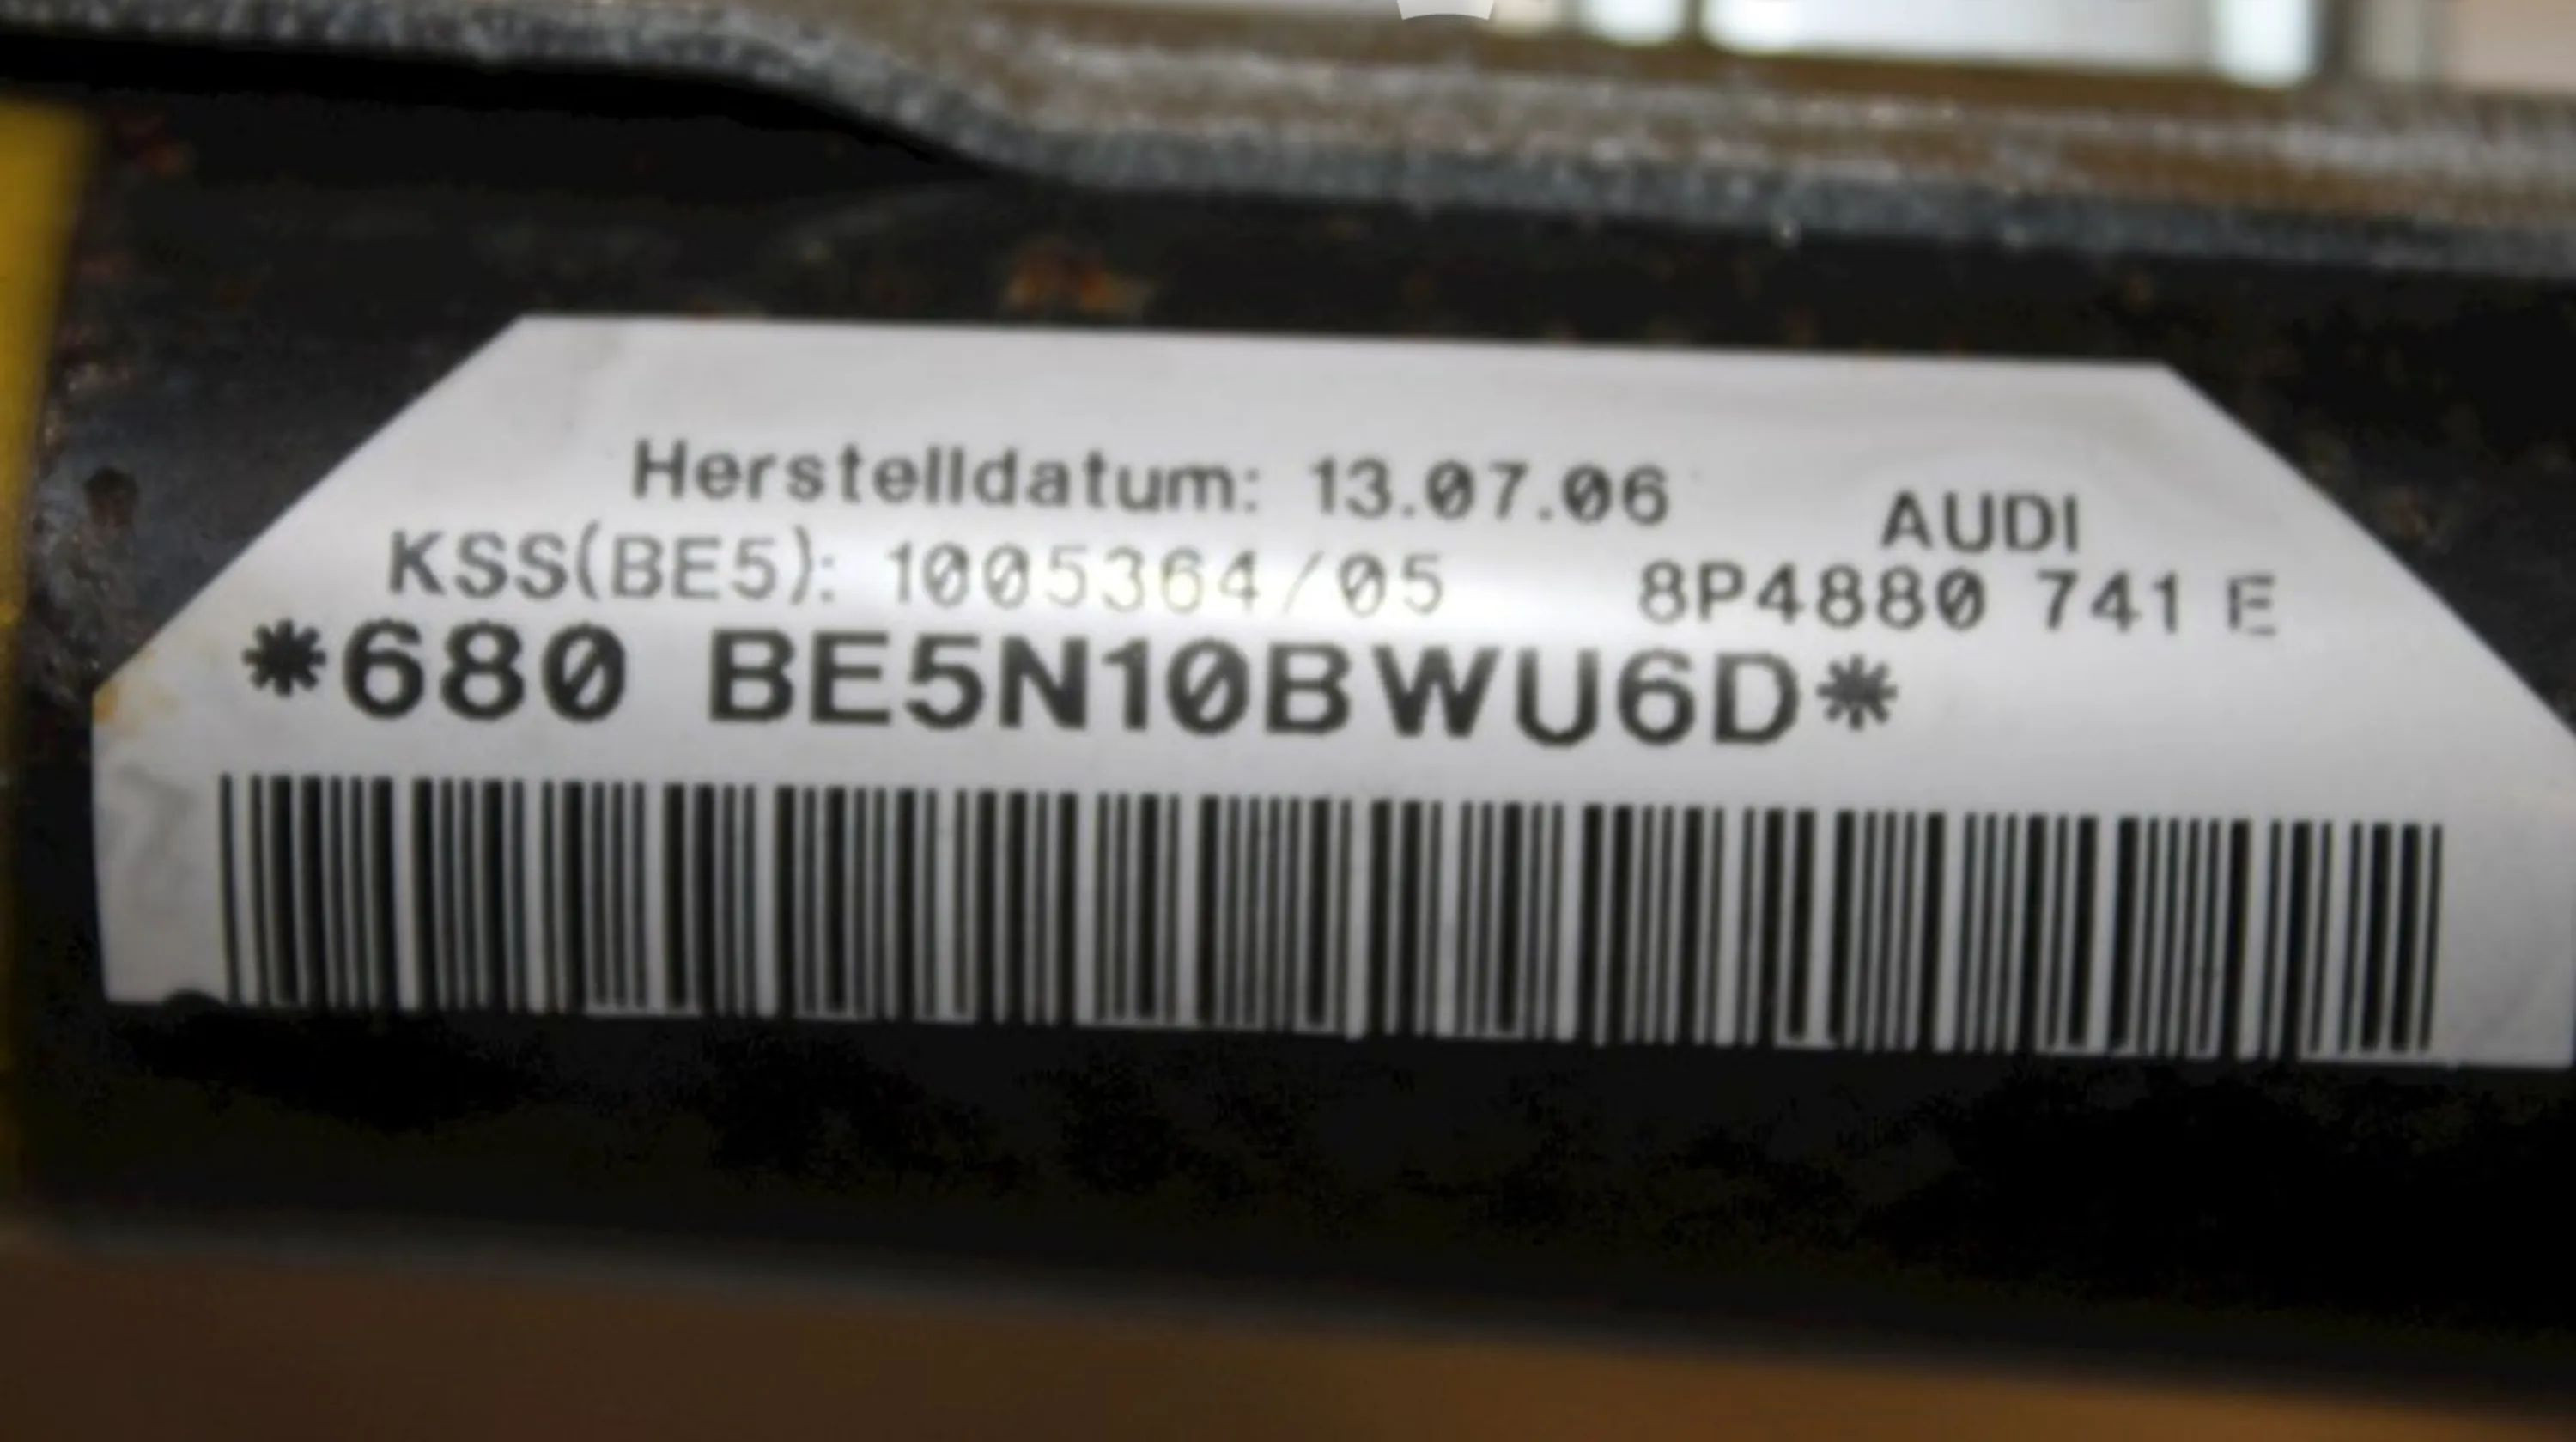 Herstelldatum: 13.07.06
AUDI
KSS(BE5): 1005364/05
8P4880 741 E
*680 BE5N10BWU6D*